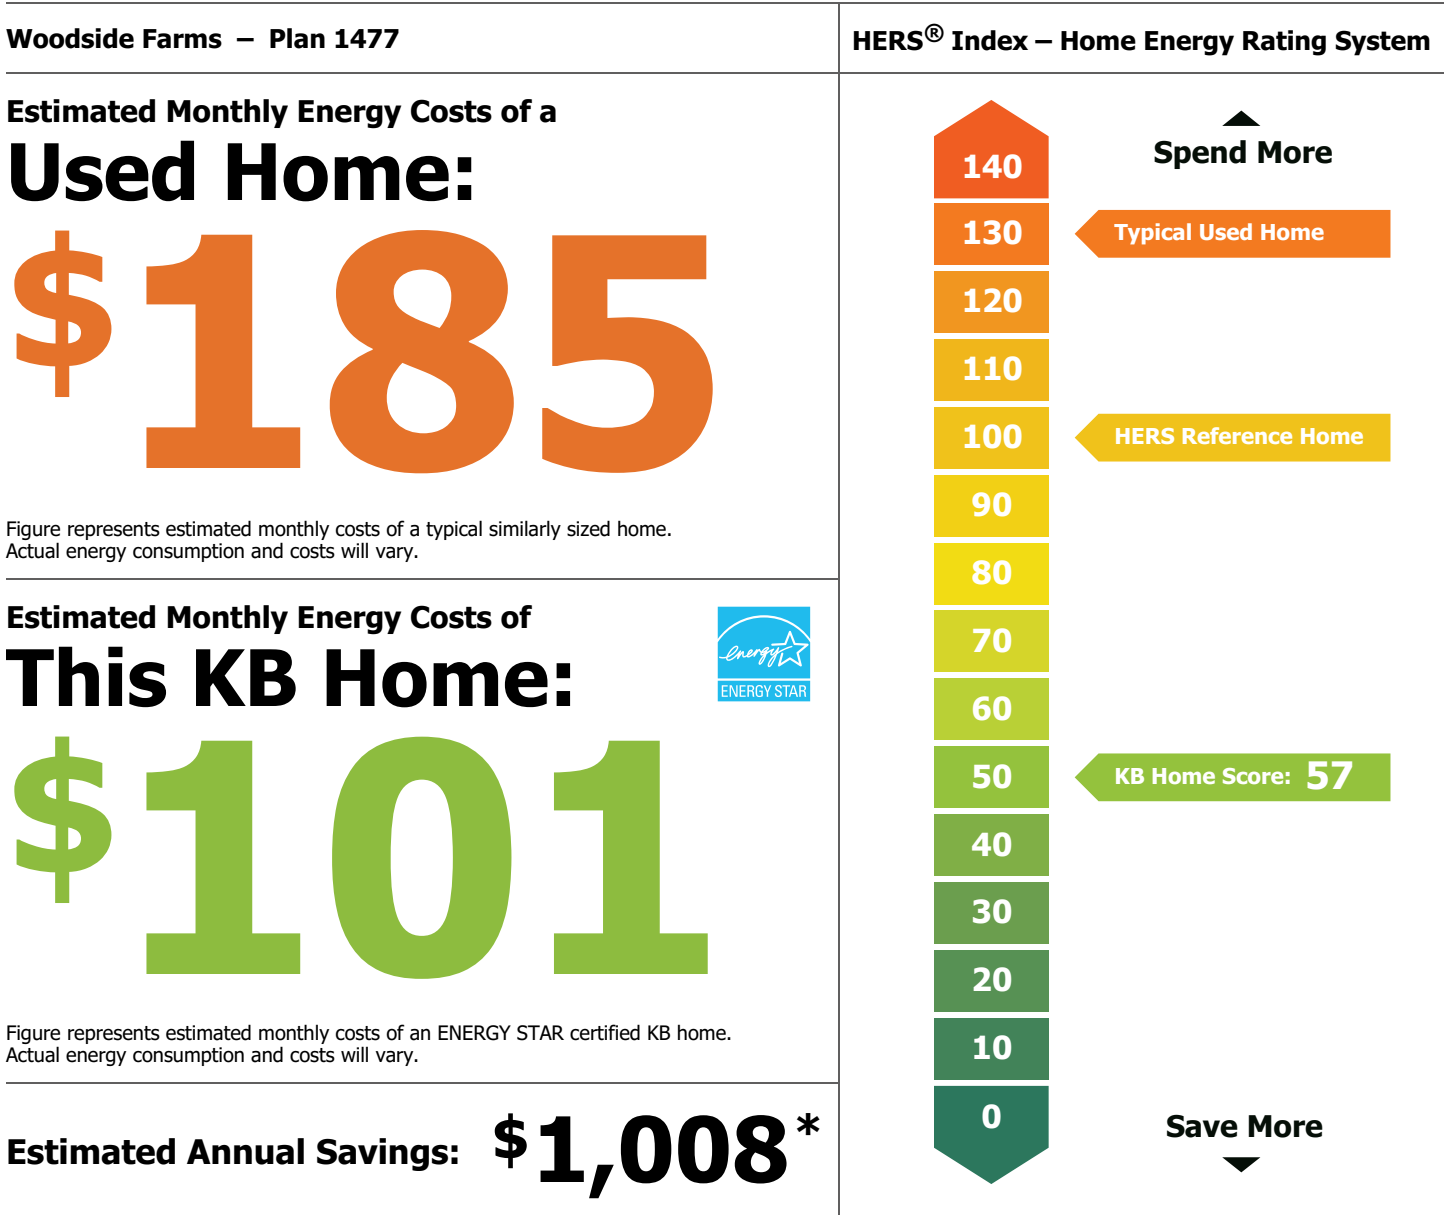 Woodside Farms – Plan 1477
Estimated Monthly Energy Costs of a
Used Home:
$185
Figure represents estimated monthly costs of a typical similarly sized home.
Actual energy consumption and costs will vary.
Estimated Monthly Energy Costs of
This KB Home:
energy
ENERGY STAR
$101
Figure represents estimated monthly costs of an ENERGY STAR certified KB home.
Actual energy consumption and costs will vary.
Estimated Annual Savings: $1,008*
HERS® Index – Home Energy Rating System
Spend More
140
130
Typical Used Home
120
110
100
HERS Reference Home
90
80
70
60
50
KB Home Score: 57
40
30
20
10
0
Save More